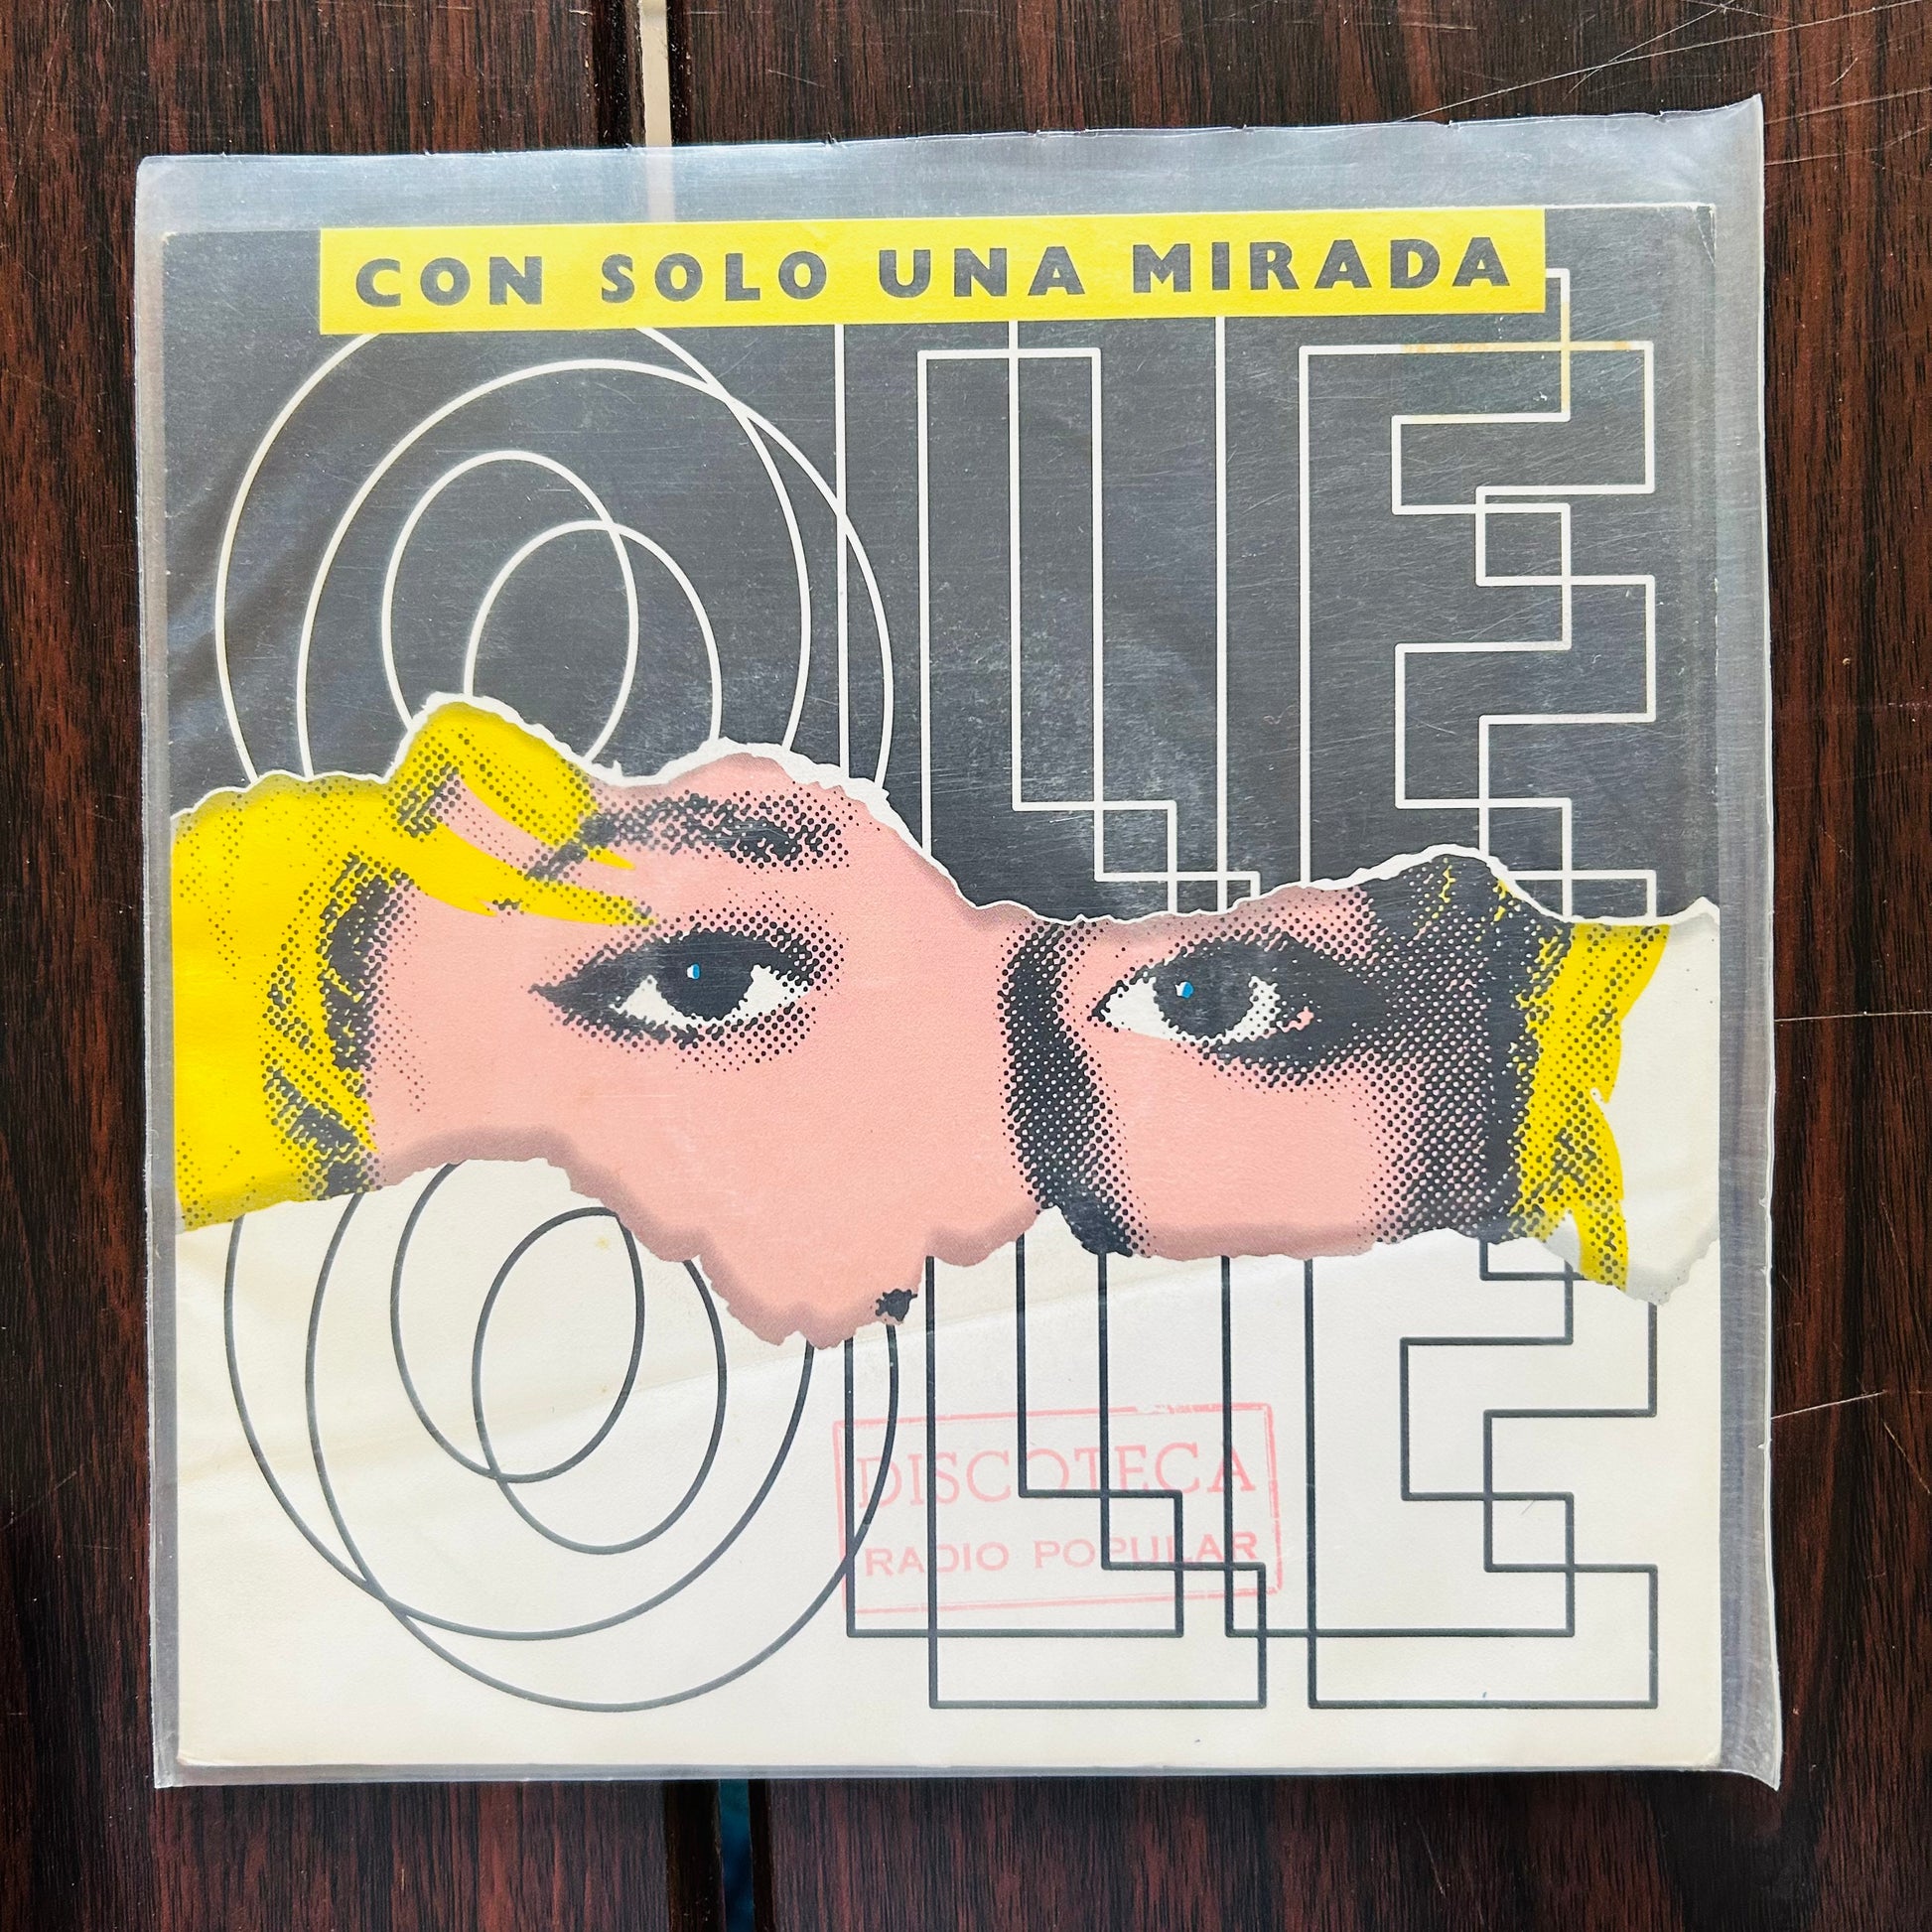 CON SOLO UNA MIRADA
OLE
OLE
DISCOTECA
RADIO POPULAR